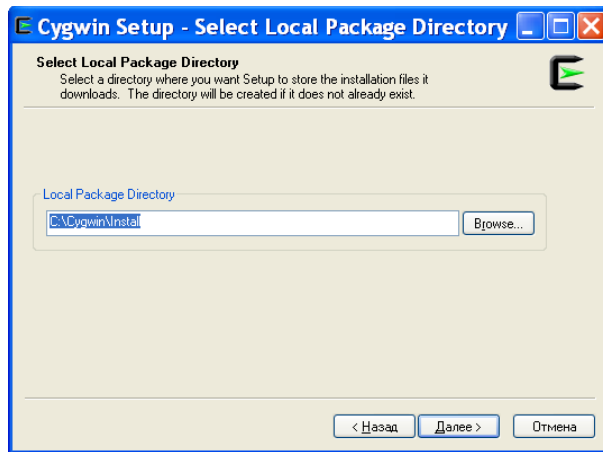 Cygwin Setup - Select Local Package Directory
Select Local Package Directory
Select a directory where you want Setup to store the installation files it
downloads. The directory will be created if it does not already exist.
Local Package Directory
C:\Cygwin\Install
Browse...
< Назад
Далее >
Отмена